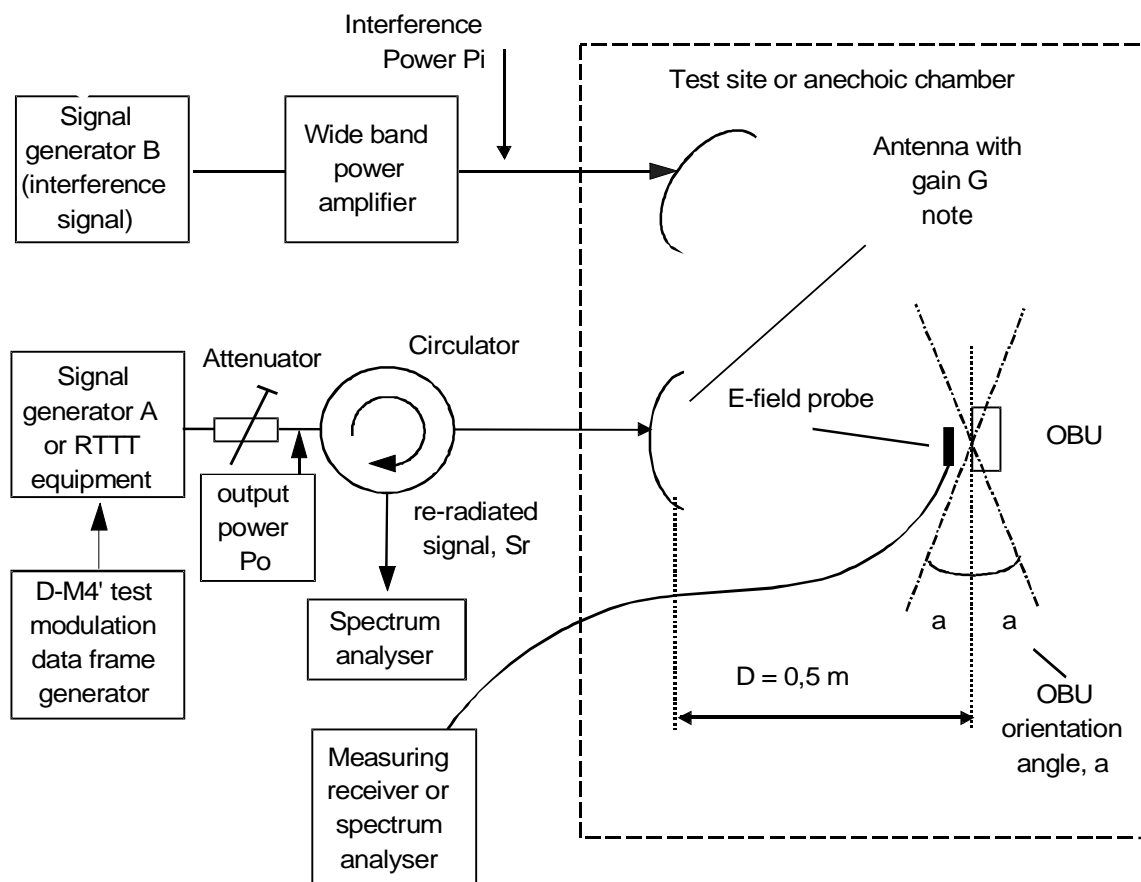 Interference
Power Pi
Test site or anechoic chamber
Signal
generator B
(interference
signal)
Wide band
power
amplifier
Antenna with
gain G
note
Attenuator
Circulator
Signal
generator A
or RTTT
equipment
E-field probe
OBU
output
power
Po
re-radiated
signal, Sr
D-M4' test
modulation
data frame
generator
Spectrum
analyser
a
a
D = 0,5 m
OBU
orientation
angle, a
Measuring
receiver or
spectrum
analyser